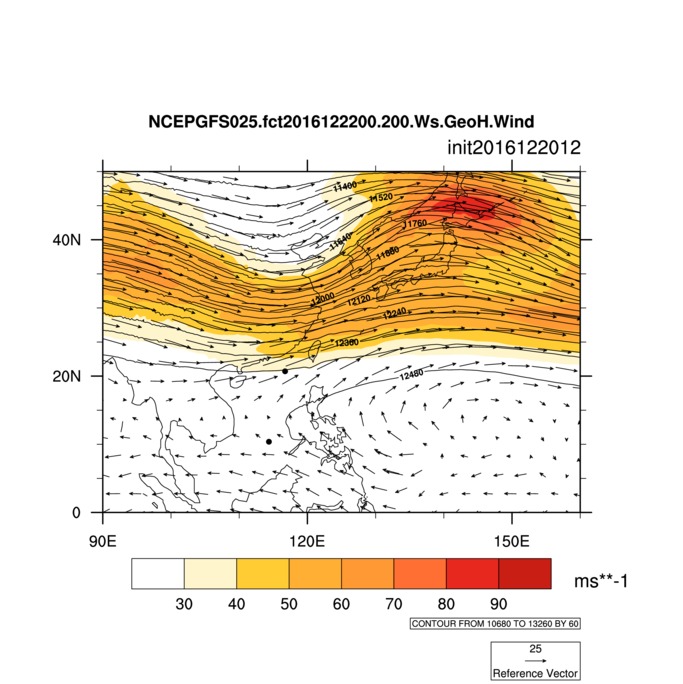 NCEPGFS025.fct2016122200.200.Ws.GeoH.Wind
init2016122012
11400
11520
11760
11640
11880
40N
12000
12120
12240
12360
12480
20N
0
90E 120E 150E
ms**-1
30 40 50 60 70 80 90
CONTOUR FROM 10680 TO 13260 BY 60
25
Reference Vector